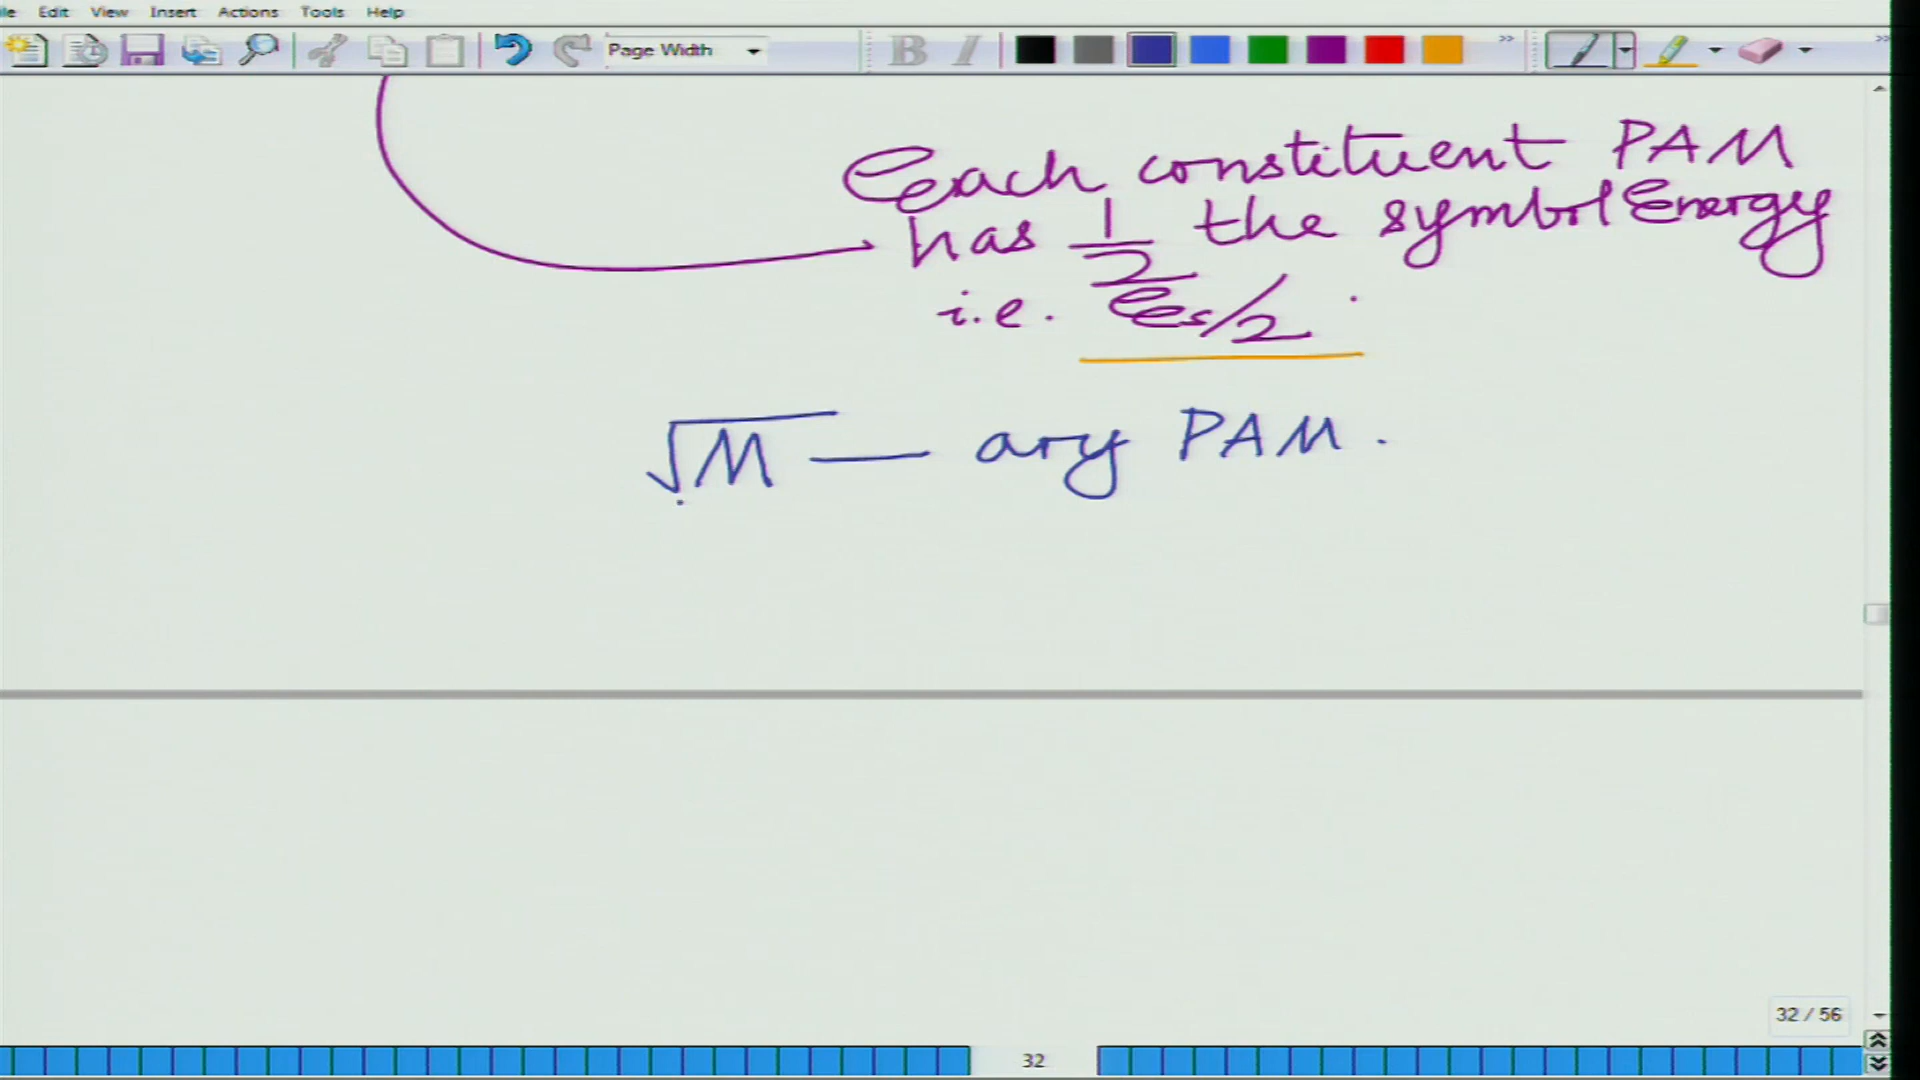 Edit View Insert Actions Tools Help
Page Width
B I
Each constituent PAM
has 1/2 the symbol Energy
i.e. Es/2 .
√M — ary PAM .
32 / 56
32